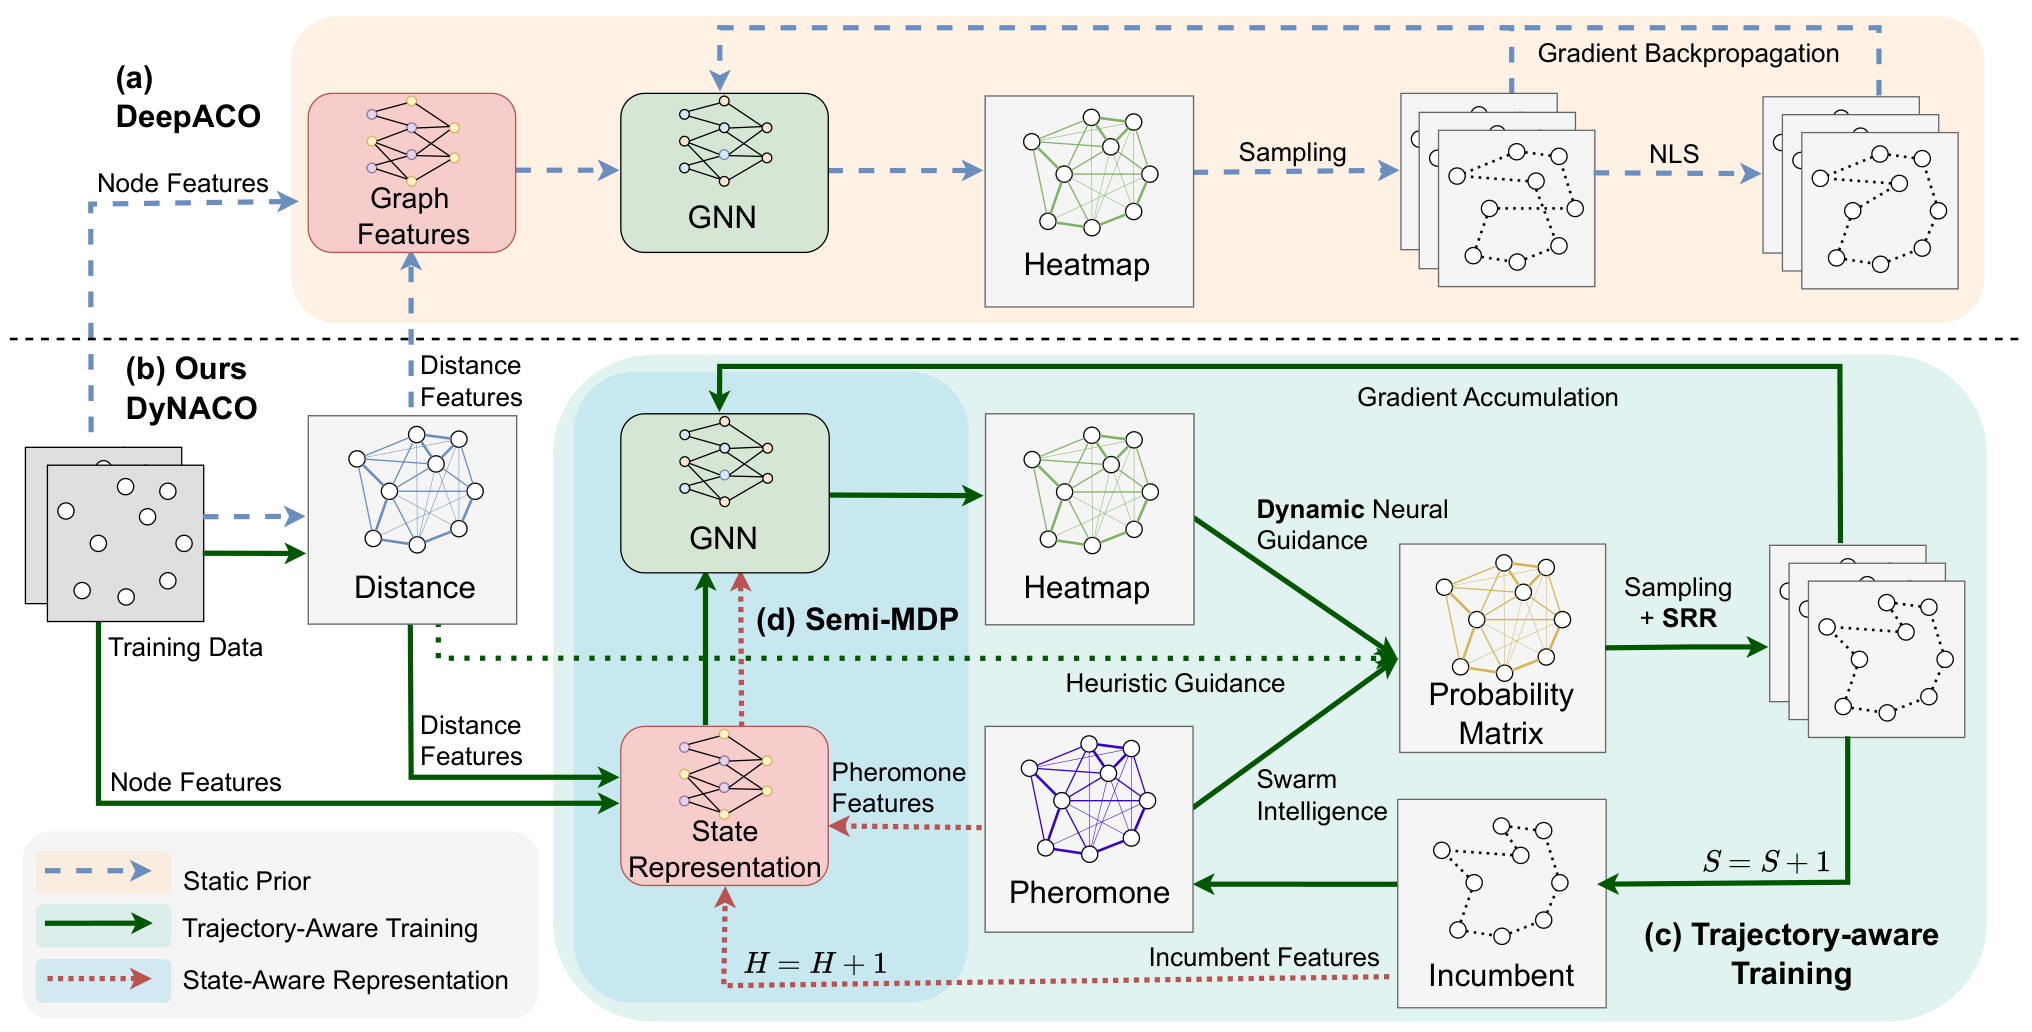 (a)
DeepACO
Gradient Backpropagation
Node Features
Graph
Features
GNN
Heatmap
Sampling
NLS
(b) Ours
DyNACO
Distance
Features
Gradient Accumulation
Distance
GNN
Heatmap
Dynamic Neural
Guidance
Training Data
(d) Semi-MDP
Heuristic Guidance
Probability
Matrix
Sampling
+ SRR
Distance
Features
Node Features
State
Representation
Pheromone
Features
Pheromone
Swarm
Intelligence
S = S + 1
Incumbent
Incumbent Features
H = H + 1
(c) Trajectory-aware
Training
Static Prior
Trajectory-Aware Training
State-Aware Representation